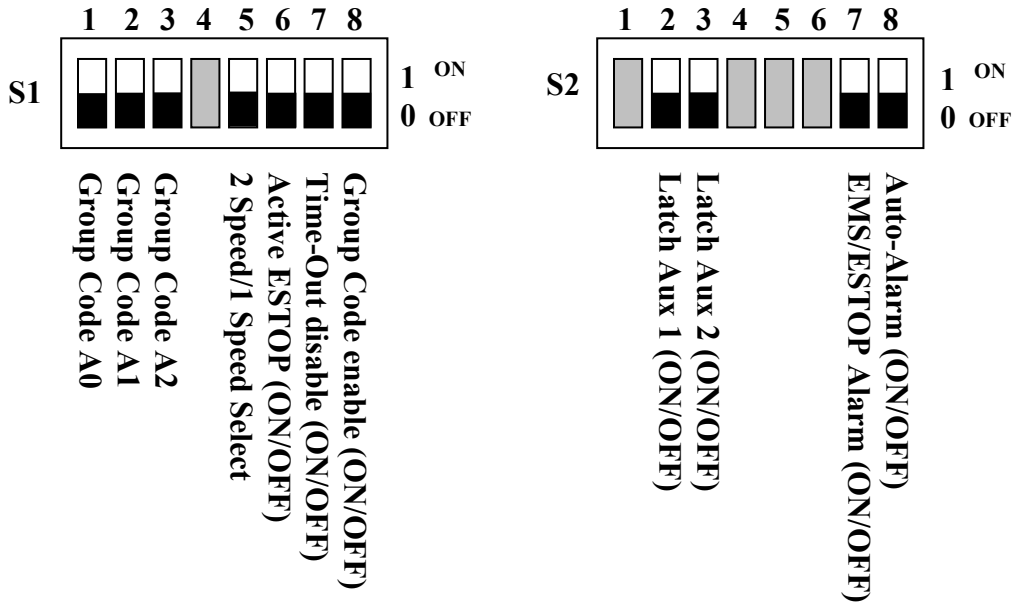 1 2 3 4 5 6 7 8
S1
1 ON
0 OFF
Group Code A0
Group Code A1
Group Code A2
2 Speed/1 Speed Select
Active ESTOP (ON/OFF)
Time-Out disable (ON/OFF)
Group Code enable (ON/OFF)
1 2 3 4 5 6 7 8
S2
1 ON
0 OFF
Latch Aux 1 (ON/OFF)
Latch Aux 2 (ON/OFF)
EMS/ESTOP Alarm (ON/OFF)
Auto-Alarm (ON/OFF)